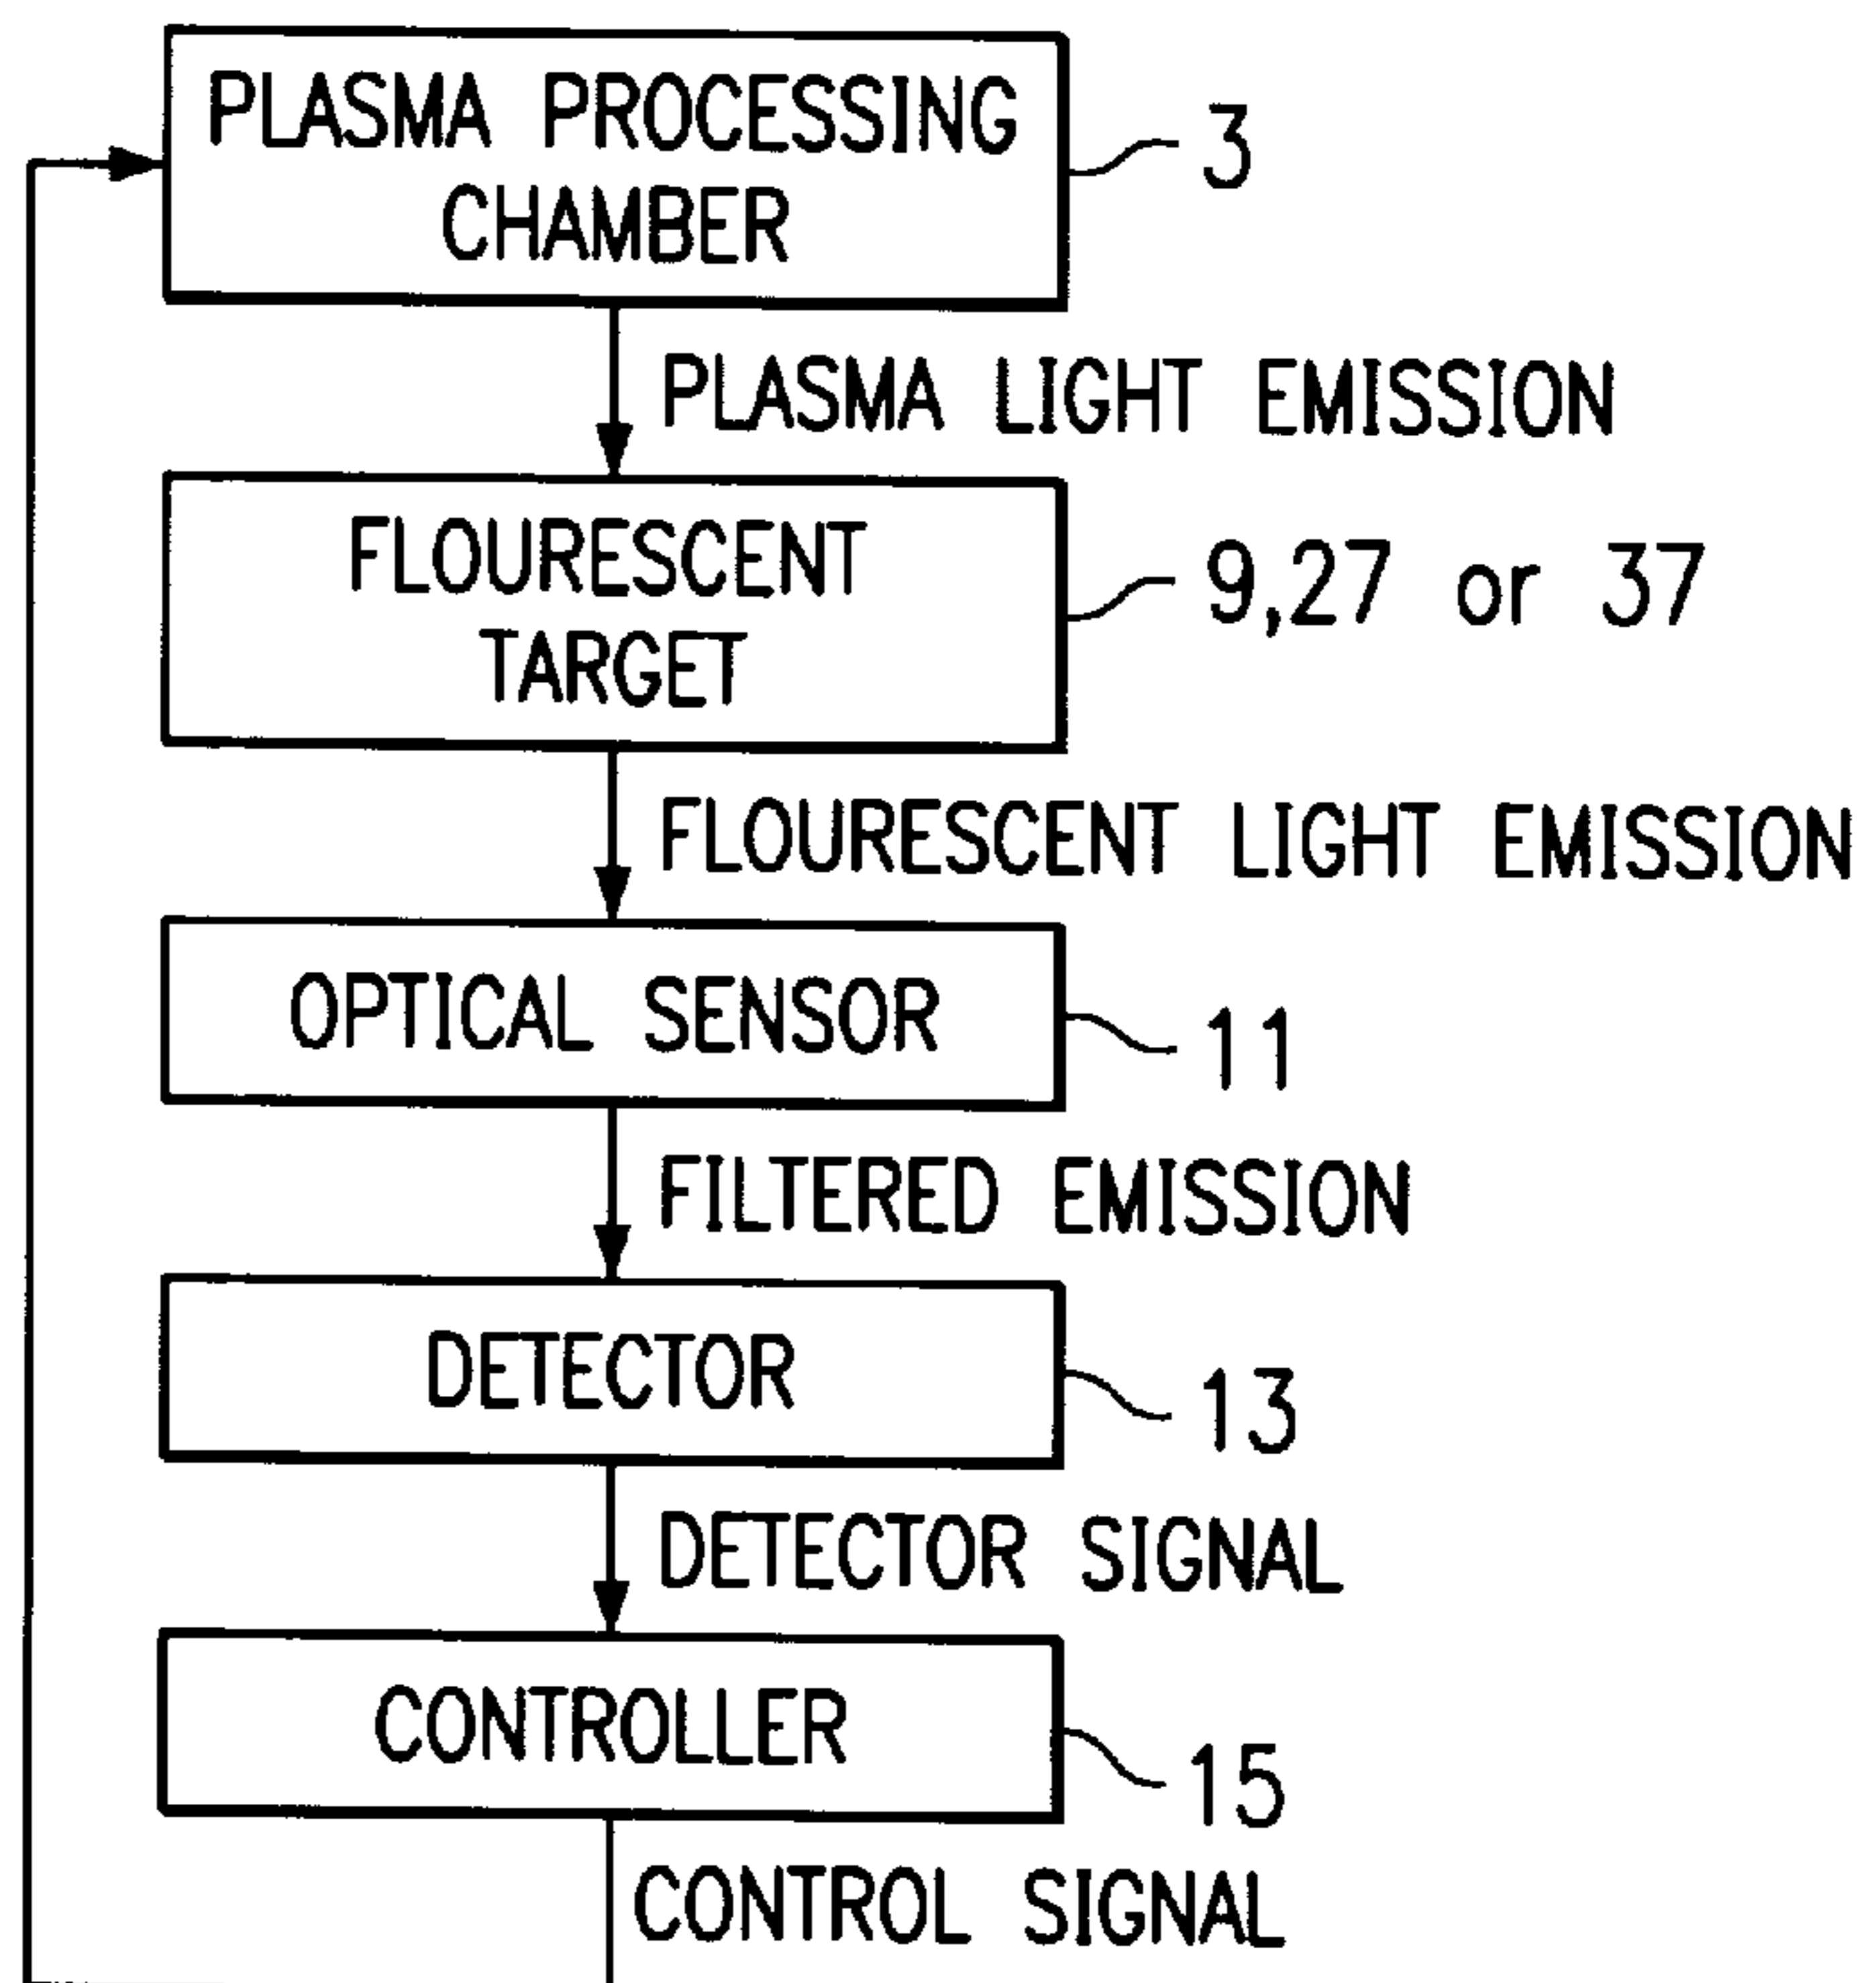 PLASMA PROCESSING
CHAMBER
3
PLASMA LIGHT EMISSION
FLOURESCENT
TARGET
9,27 or 37
FLOURESCENT LIGHT EMISSION
OPTICAL SENSOR
11
FILTERED EMISSION
DETECTOR
13
DETECTOR SIGNAL
CONTROLLER
15
CONTROL SIGNAL